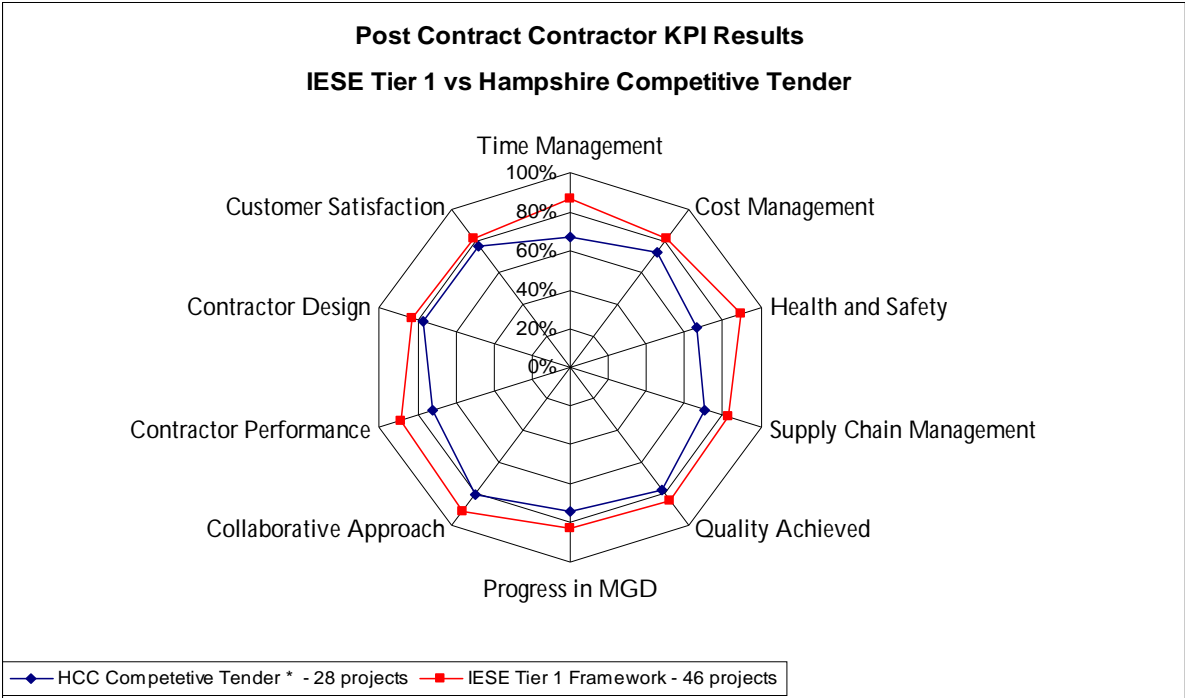 Post Contract Contractor KPI Results
IESE Tier 1 vs Hampshire Competitive Tender
Time Management
100%
Customer Satisfaction
Cost Management
80%
60%
Contractor Design
Health and Safety
40%
20%
0%
Contractor Performance
Supply Chain Management
Collaborative Approach
Quality Achieved
Progress in MGD
HCC Competetive Tender * - 28 projects
IESE Tier 1 Framework - 46 projects